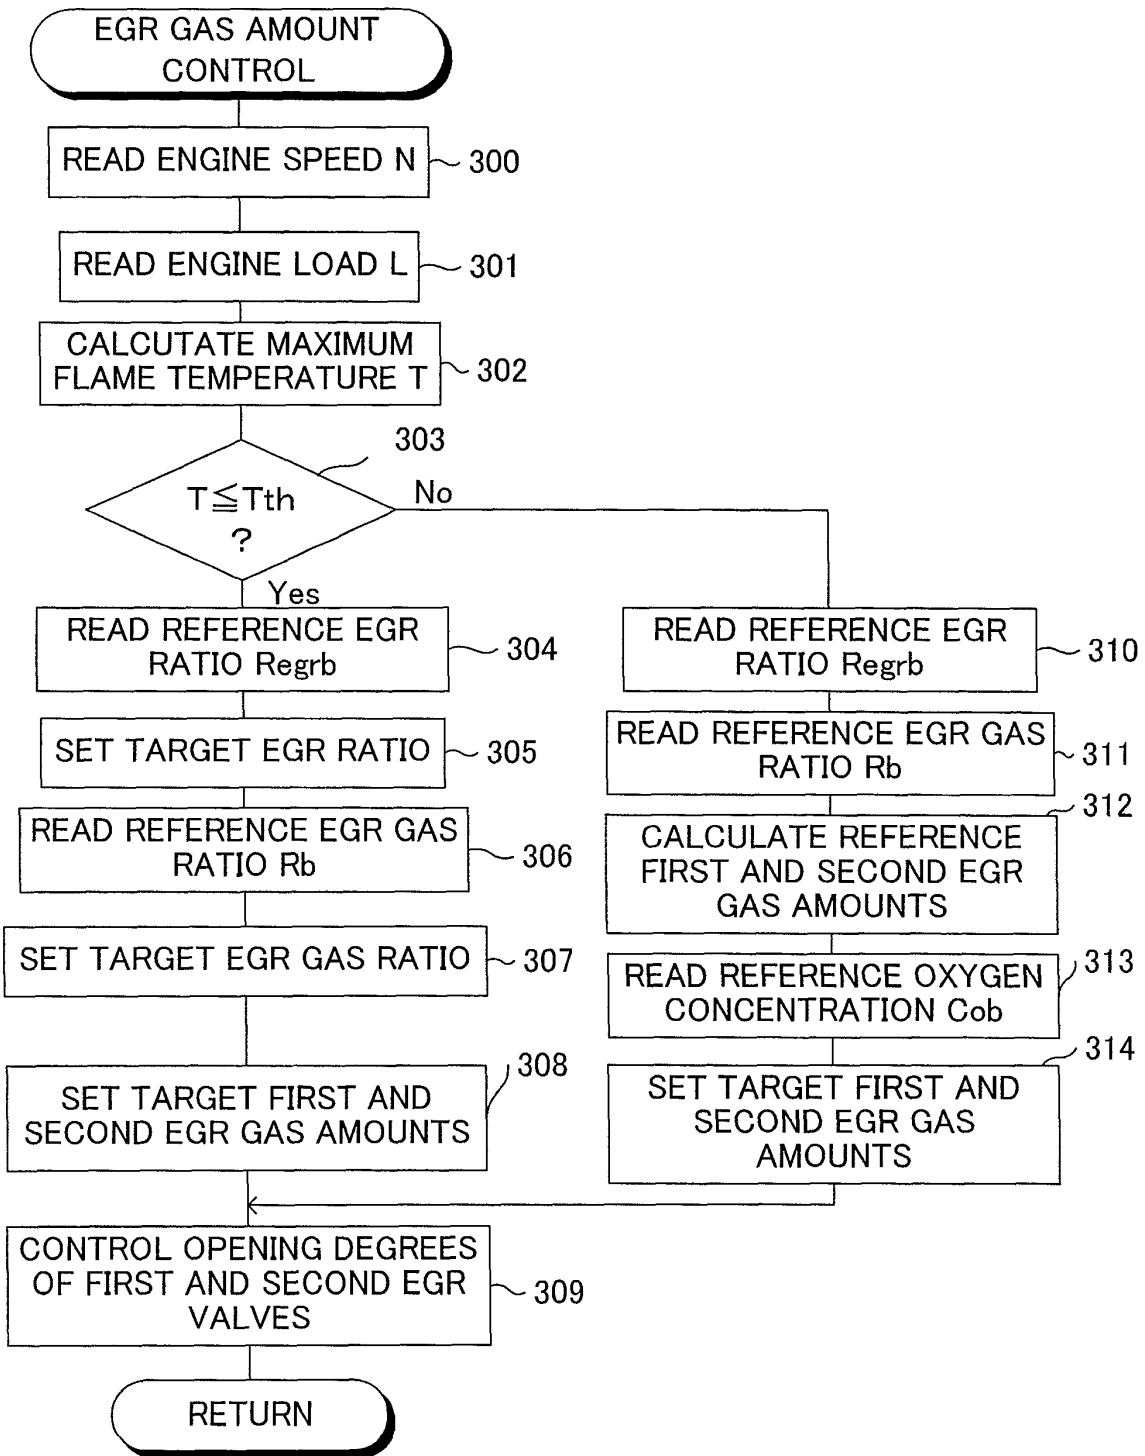 EGR GAS AMOUNT
CONTROL
READ ENGINE SPEED N
300
READ ENGINE LOAD L
301
CALCUTATE MAXIMUM
FLAME TEMPERATURE T
302
303
T≦Tth
?
No
Yes
READ REFERENCE EGR
RATIO Regrb
304
SET TARGET EGR RATIO
305
READ REFERENCE EGR GAS
RATIO Rb
306
SET TARGET EGR GAS RATIO
307
SET TARGET FIRST AND
SECOND EGR GAS AMOUNTS
308
READ REFERENCE EGR
RATIO Regrb
310
READ REFERENCE EGR GAS
RATIO Rb
311
312
CALCULATE REFERENCE
FIRST AND SECOND EGR
GAS AMOUNTS
READ REFERENCE OXYGEN
CONCENTRATION Cob
313
314
SET TARGET FIRST AND
SECOND EGR GAS
AMOUNTS
CONTROL OPENING DEGREES
OF FIRST AND SECOND EGR
VALVES
309
RETURN